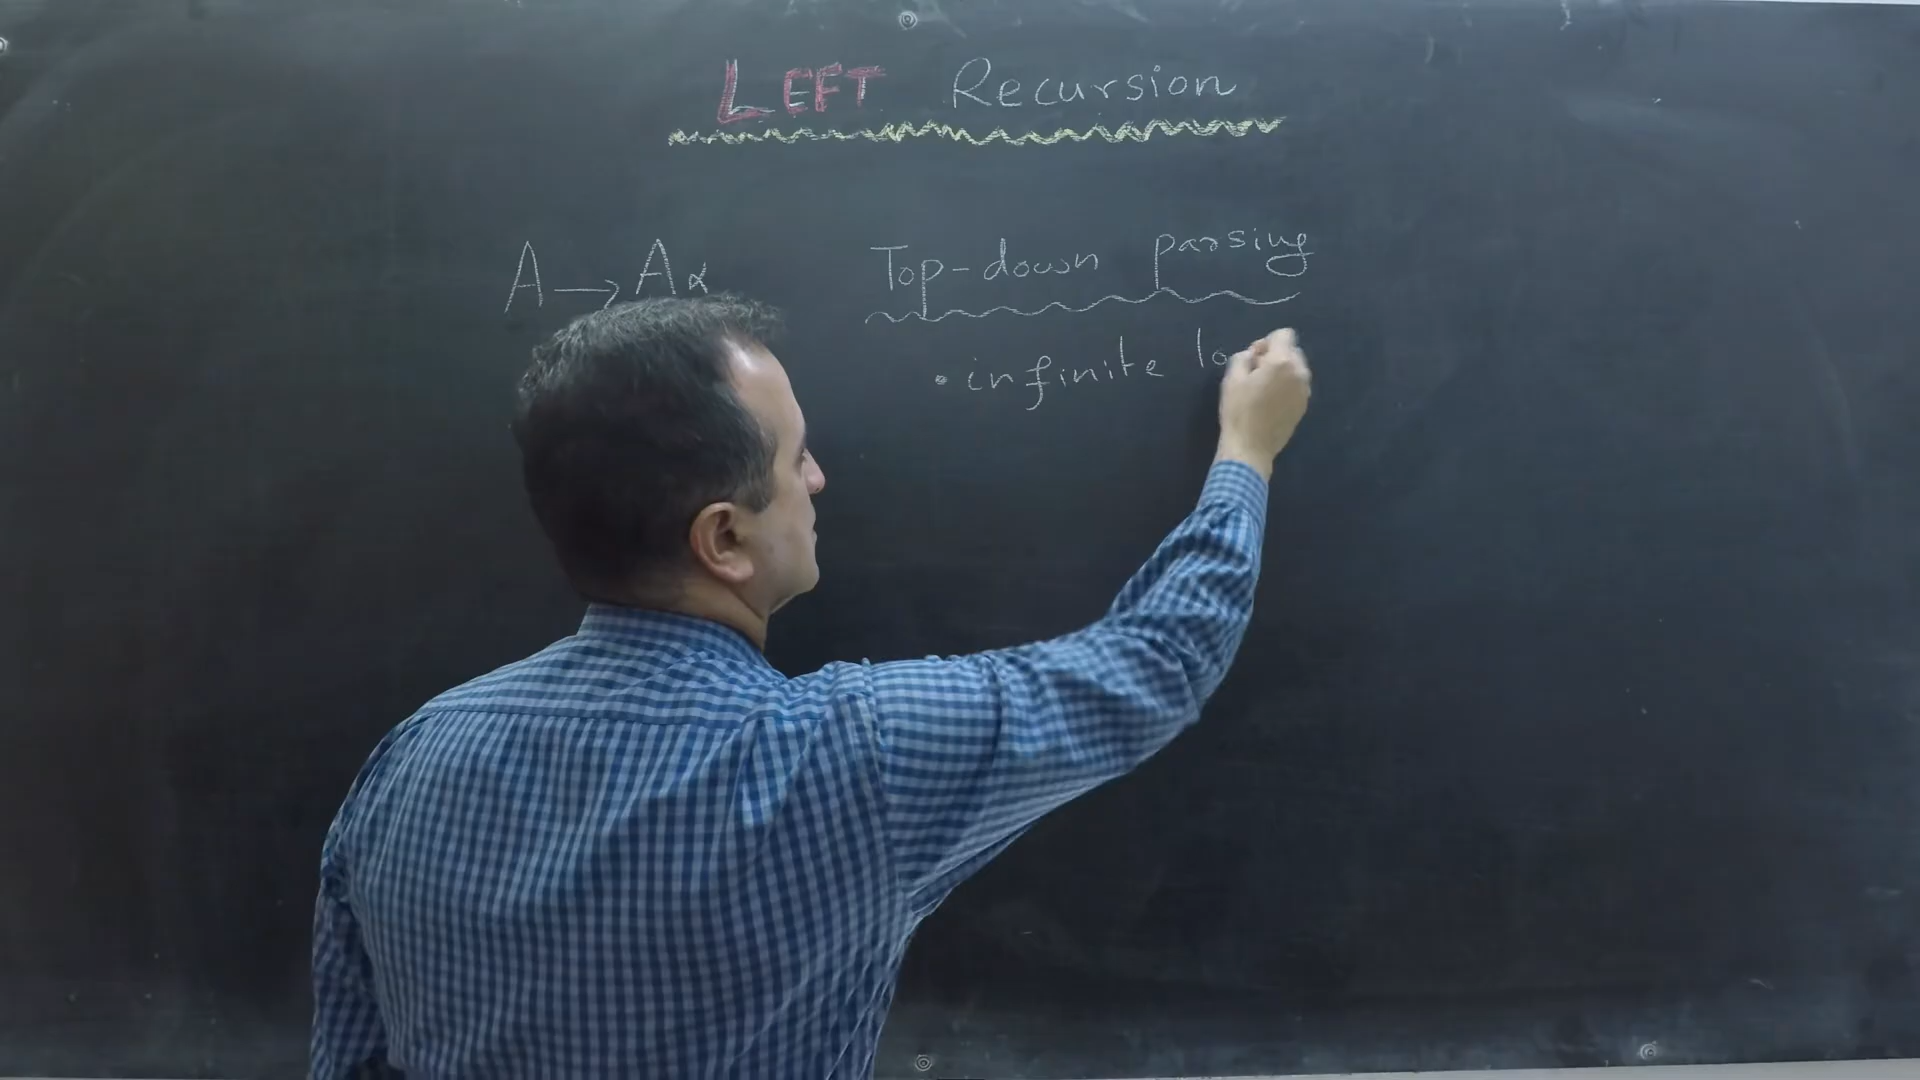 LEFT Recursion
A → Aα
Top-down parsing
• infinite lo